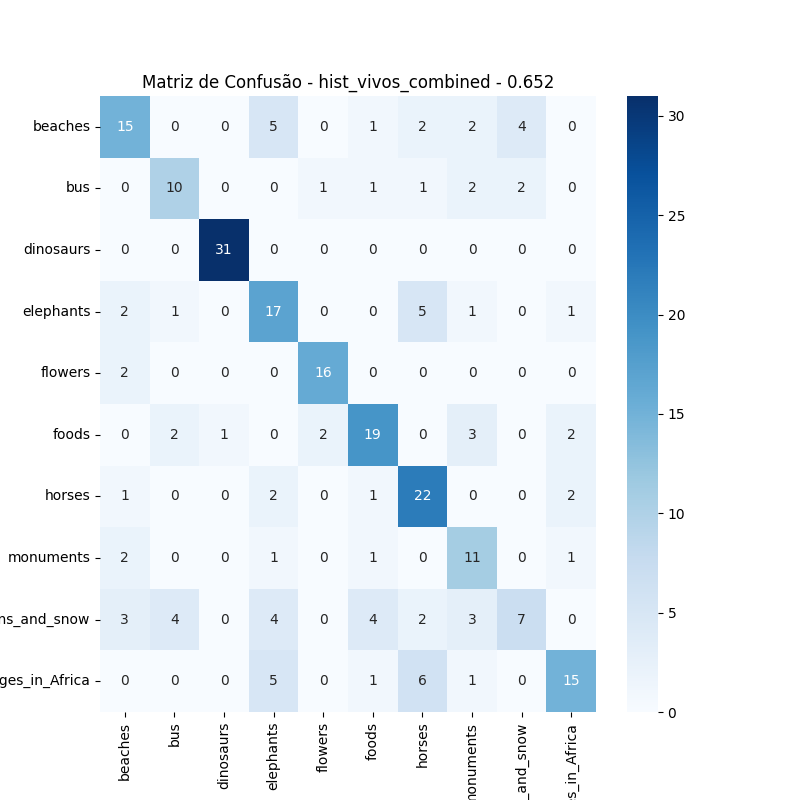 Matriz de Confusão - hist_vivos_combined - 0.652
beaches 15 0 0 5 0 1 2 2 4 0
bus 0 10 0 0 1 1 1 2 2 0
dinosaurs 0 0 31 0 0 0 0 0 0 0
elephants 2 1 0 17 0 0 5 1 0 1
flowers 2 0 0 0 16 0 0 0 0 0
foods 0 2 1 0 2 19 0 3 0 2
horses 1 0 0 2 0 1 22 0 0 2
monuments 2 0 0 1 0 1 0 11 0 1
ns_and_snow 3 4 0 4 0 4 2 3 7 0
ges_in_Africa 0 0 0 5 0 1 6 1 0 15
beaches
bus
dinosaurs
elephants
flowers
foods
horses
monuments
_and_snow
s_in_Africa
30
25
20
15
10
5
0